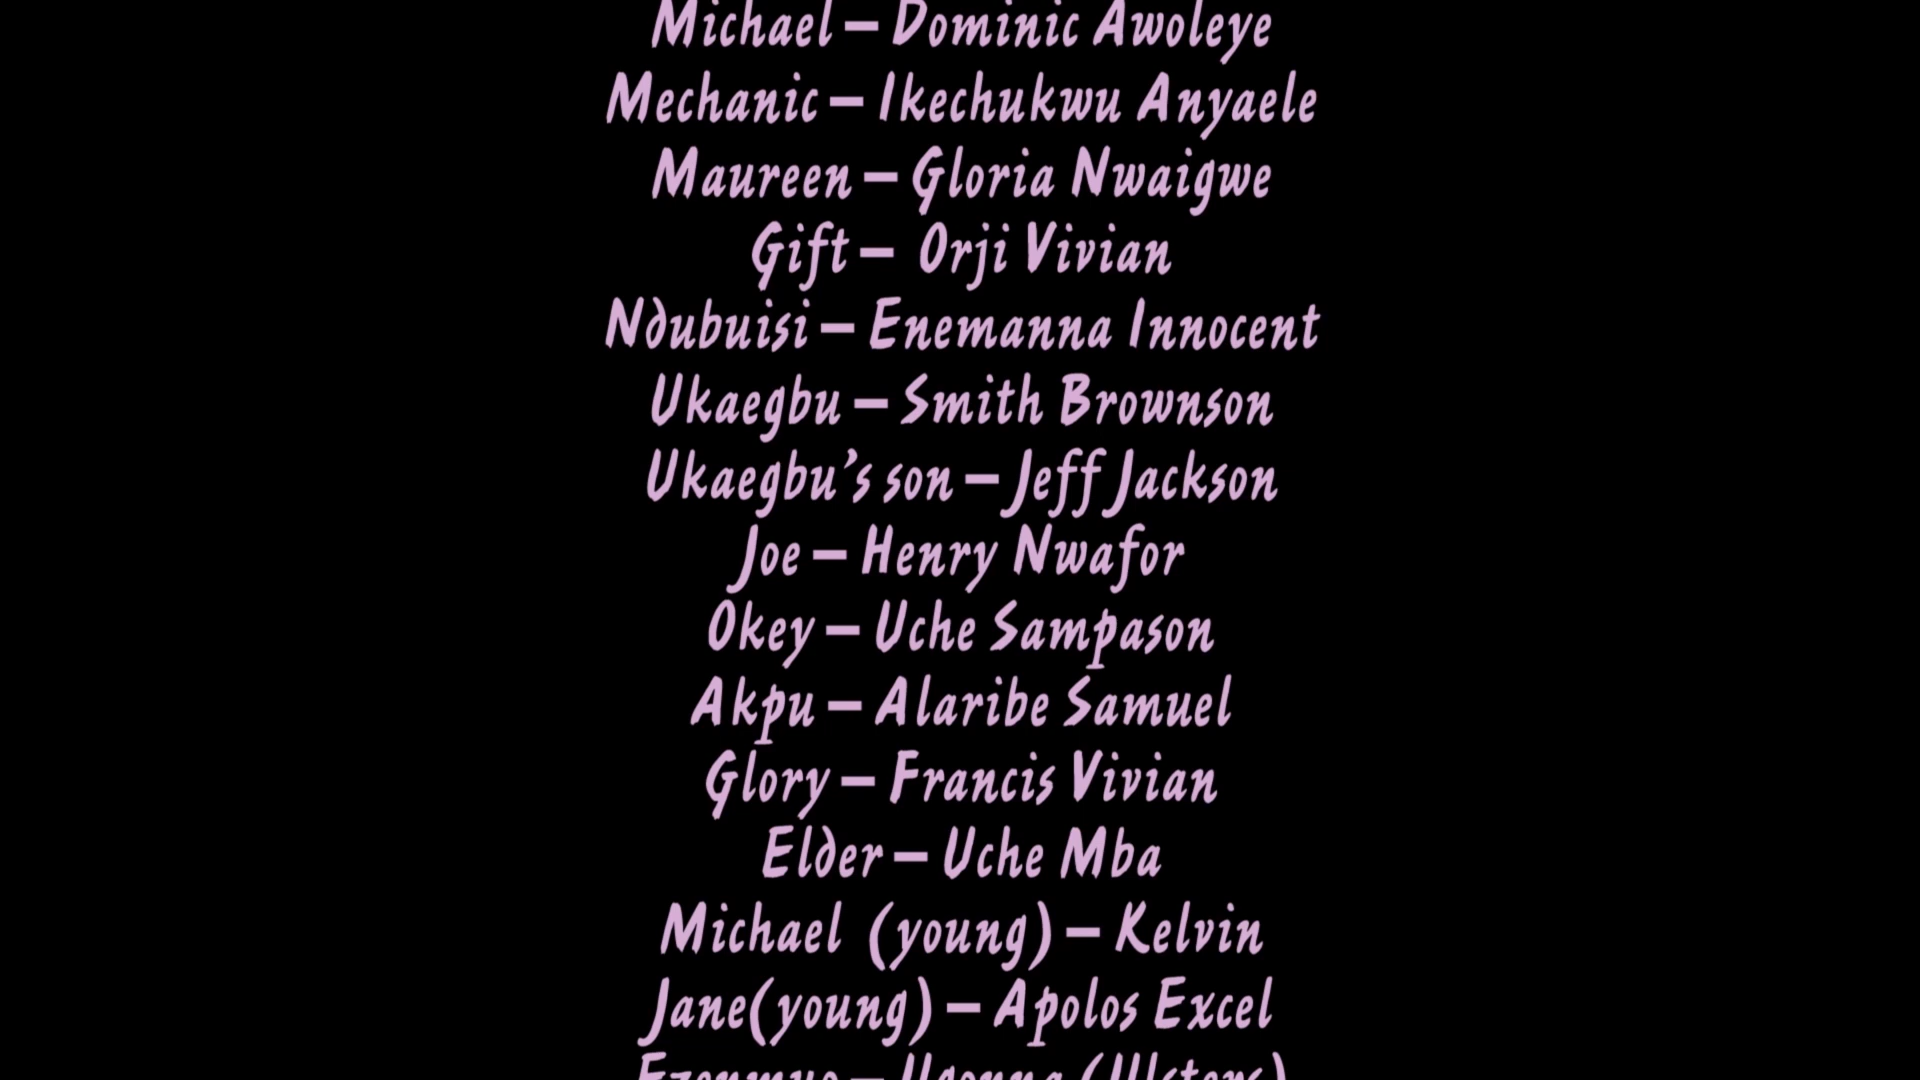 Michael – Dominic Awoleye
Mechanic – Ikechukwu Anyaele
Maureen – Gloria Nwaigwe
Gift – Orji Vivian
Ndubuisi – Enemanna Innocent
Ukaegbu – Smith Brownson
Ukaegbu's son – Jeff Jackson
Joe – Henry Nwafor
Okey – Uche Sampason
Akpu – Alaribe Samuel
Glory – Francis Vivian
Elder – Uche Mba
Michael (young) – Kelvin
Jane(young) – Apolos Excel